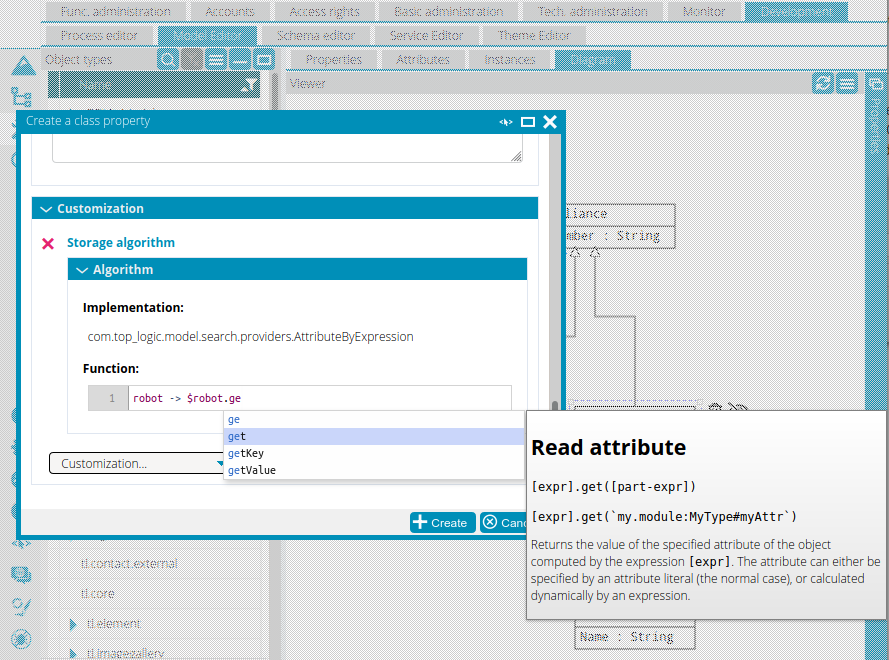 Func. administration Accounts Access rights Basic administration Tech. administration Monitor Development
Process editor Model Editor Schema editor Service Editor Theme Editor
Object types
Properties Attributes Instances Diagram
Name
Viewer
Properties
Create a class property
Customization
Storage algorithm
Algorithm
Implementation:
com.top_logic.model.search.providers.AttributeByExpression
Function:
1 robot -> $robot.ge
ge
get
getKey
getValue
Customization...
Create
Canc
liance
mber : String
Read attribute
[expr].get([part-expr])
[expr].get(`my.module:MyType#myAttr`)
Returns the value of the specified attribute of the object
computed by the expression [expr]. The attribute can either be
specified by an attribute literal (the normal case), or calculated
dynamically by an expression.
tl.contact.external
tl.core
tl.element
tl.imagegallery
Name : String